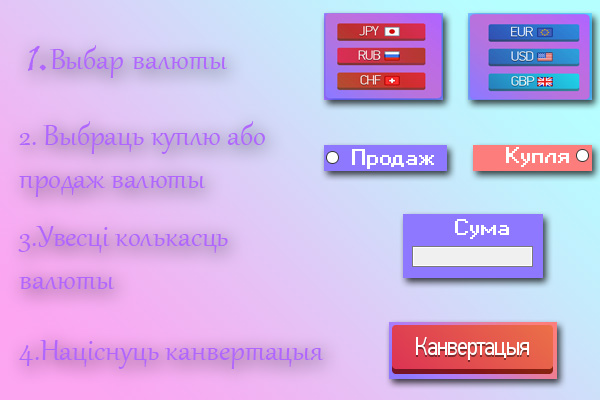 1.Выбар валюты
JPY
RUB
CHF
EUR
USD
GBP
2. Выбраць куплю або
продаж валюты
Продаж
Купля
3.Увесці колькасць
валюты
Сума
4.Націснуць канвертацыя
Канвертацыя